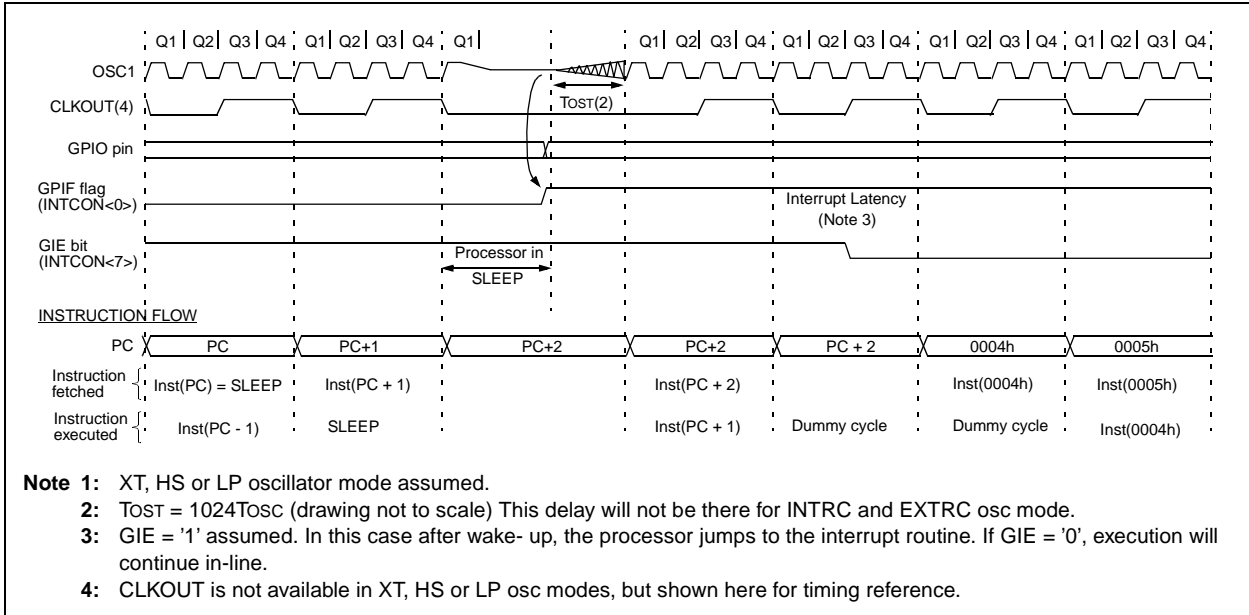 Q1 Q2 Q3 Q4 Q1 Q2 Q3 Q4 Q1 Q1 Q2 Q3 Q4 Q1 Q2 Q3 Q4 Q1 Q2 Q3 Q4 Q1 Q2 Q3 Q4
OSC1
CLKOUT(4)
TOST(2)
GPIO pin
GPIF flag
(INTCON<0>)
Interrupt Latency
(Note 3)
GIE bit
(INTCON<7>)
Processor in
SLEEP
INSTRUCTION FLOW
PC PC PC+1 PC+2 PC+2 PC + 2 0004h 0005h
Instruction
fetched
Inst(PC) = SLEEP Inst(PC + 1) Inst(PC + 2) Inst(0004h) Inst(0005h)
Instruction
executed
Inst(PC - 1) SLEEP Inst(PC + 1) Dummy cycle Dummy cycle Inst(0004h)
Note 1: XT, HS or LP oscillator mode assumed.
2: TOST = 1024TOSC (drawing not to scale) This delay will not be there for INTRC and EXTRC osc mode.
3: GIE = '1' assumed. In this case after wake- up, the processor jumps to the interrupt routine. If GIE = '0', execution will
continue in-line.
4: CLKOUT is not available in XT, HS or LP osc modes, but shown here for timing reference.